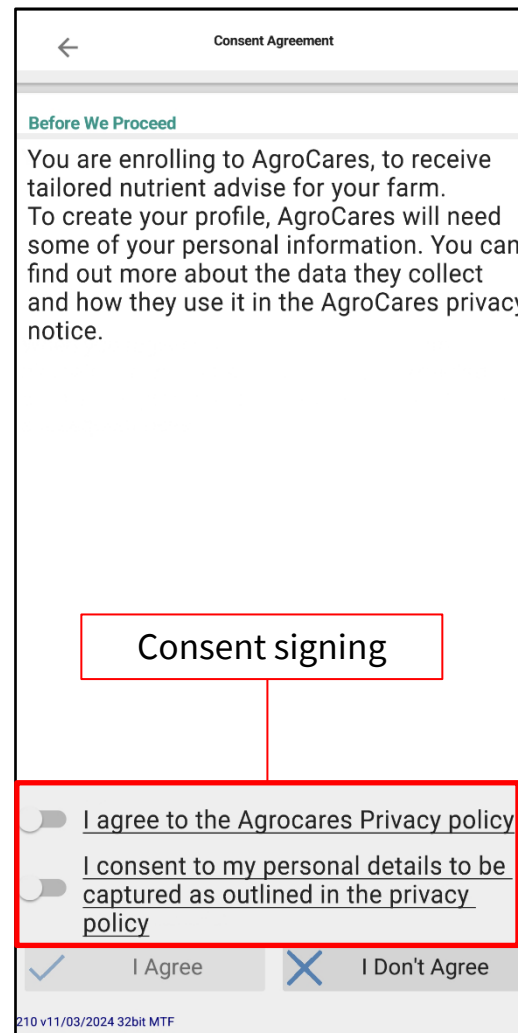 Consent Agreement
Before We Proceed
You are enrolling to AgroCares, to receive
tailored nutrient advise for your farm.
To create your profile, AgroCares will need
some of your personal information. You can
find out more about the data they collect
and how they use it in the AgroCares privacy
notice.
Consent signing
I agree to the Agrocares Privacy policy
I consent to my personal details to be
captured as outlined in the privacy
policy
I Agree
I Don't Agree
210 v11/03/2024 32bit MTF